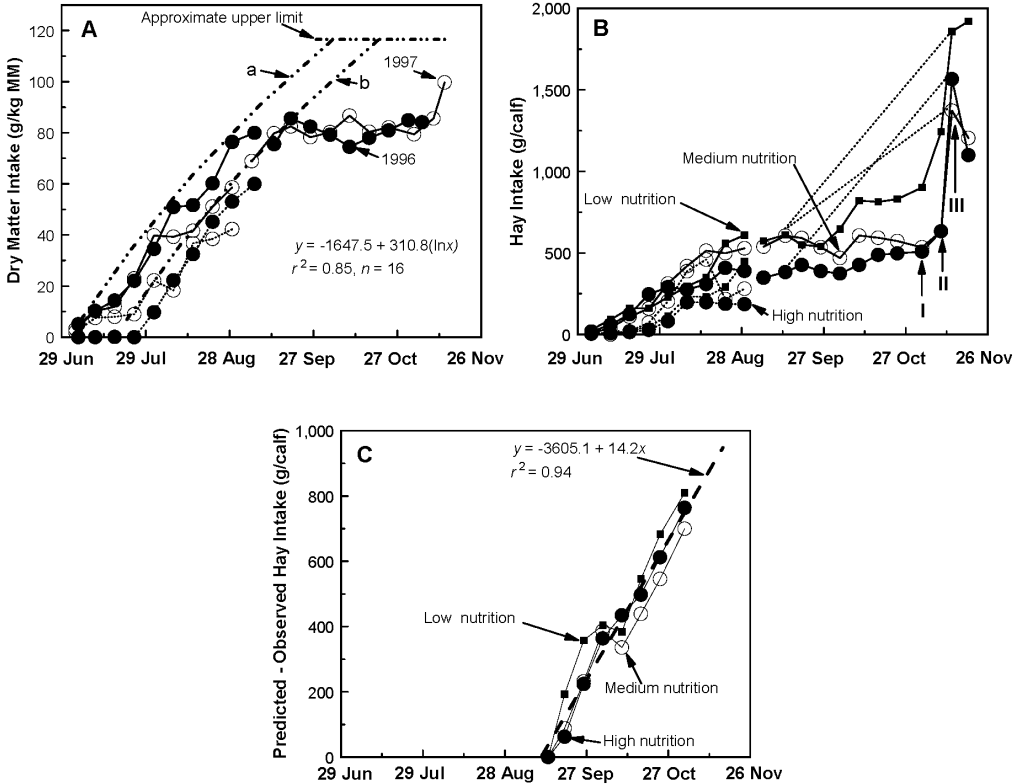 A
Approximate upper limit
a
b
1997
1996
y = -1647.5 + 310.8(lnx)
r² = 0.85, n = 16
Dry Matter Intake (g/kg MM)
120
100
80
60
40
20
0
29 Jun 29 Jul 28 Aug 27 Sep 27 Oct 26 Nov
B
Medium nutrition
Low nutrition
High nutrition
I
II
III
Hay Intake (g/calf)
2,000
1,500
1,000
500
0
29 Jun 29 Jul 28 Aug 27 Sep 27 Oct 26 Nov
C
y = -3605.1 + 14.2x
r² = 0.94
Low nutrition
Medium nutrition
High nutrition
Predicted - Observed Hay Intake (g/calf)
1,000
800
600
400
200
0
29 Jun 29 Jul 28 Aug 27 Sep 27 Oct 26 Nov